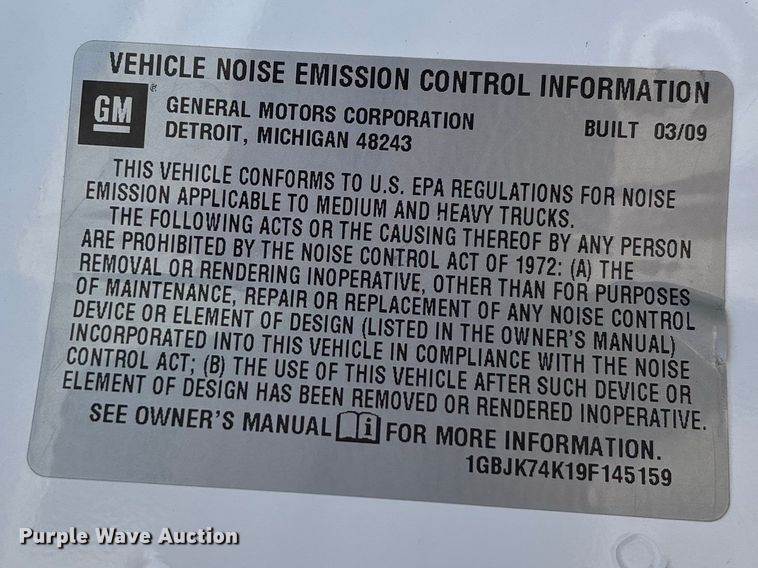 VEHICLE NOISE EMISSION CONTROL INFORMATION
GM®
GENERAL MOTORS CORPORATION
DETROIT, MICHIGAN 48243
BUILT 03/09
THIS VEHICLE CONFORMS TO U.S. EPA REGULATIONS FOR NOISE
EMISSION APPLICABLE TO MEDIUM AND HEAVY TRUCKS.
THE FOLLOWING ACTS OR THE CAUSING THEREOF BY ANY PERSON
ARE PROHIBITED BY THE NOISE CONTROL ACT OF 1972: (A) THE
REMOVAL OR RENDERING INOPERATIVE, OTHER THAN FOR PURPOSES
OF MAINTENANCE, REPAIR OR REPLACEMENT OF ANY NOISE CONTROL
DEVICE OR ELEMENT OF DESIGN (LISTED IN THE OWNER'S MANUAL)
INCORPORATED INTO THIS VEHICLE IN COMPLIANCE WITH THE NOISE
CONTROL ACT; (B) THE USE OF THIS VEHICLE AFTER SUCH DEVICE OR
ELEMENT OF DESIGN HAS BEEN REMOVED OR RENDERED INOPERATIVE.
SEE OWNER'S MANUAL i FOR MORE INFORMATION.
1GBJK74K19F145159
Purple Wave Auction